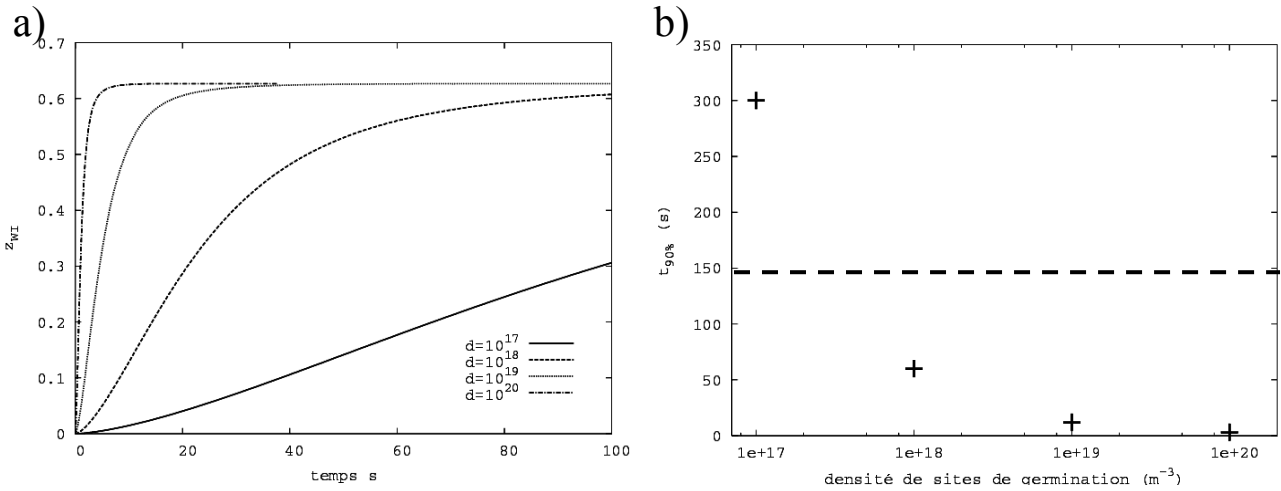 a)
0.7
0.6
0.5
0.4
0.3
0.2
0.1
0
z_WI
0 20 40 60 80 100
temps s
d=10^17
d=10^18
d=10^19
d=10^20
b)
350
300
250
200
150
100
50
0
t_90% (s)
1e+17 1e+18 1e+19 1e+20
densité de sites de germination (m^-3)